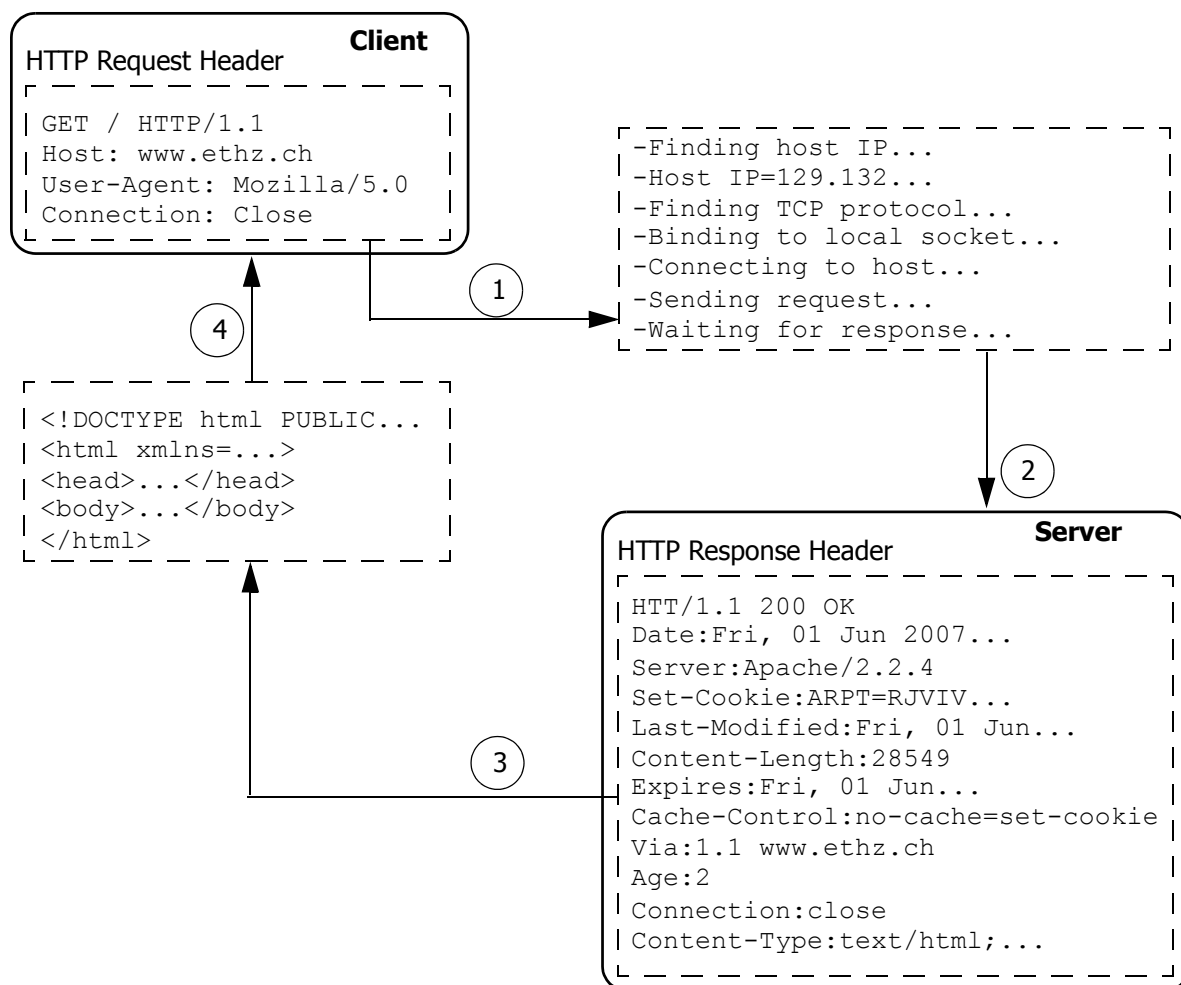 Client
HTTP Request Header
GET / HTTP/1.1
Host: www.ethz.ch
User-Agent: Mozilla/5.0
Connection: Close
1
-Finding host IP...
-Host IP=129.132...
-Finding TCP protocol...
-Binding to local socket...
-Connecting to host...
-Sending request...
-Waiting for response...
2
Server
HTTP Response Header
HTT/1.1 200 OK
Date:Fri, 01 Jun 2007...
Server:Apache/2.2.4
Set-Cookie:ARPT=RJVIV...
Last-Modified:Fri, 01 Jun...
Content-Length:28549
Expires:Fri, 01 Jun...
Cache-Control:no-cache=set-cookie
Via:1.1 www.ethz.ch
Age:2
Connection:close
Content-Type:text/html;...
3
<!DOCTYPE html PUBLIC...
<html xmlns=...>
<head>...</head>
<body>...</body>
</html>
4